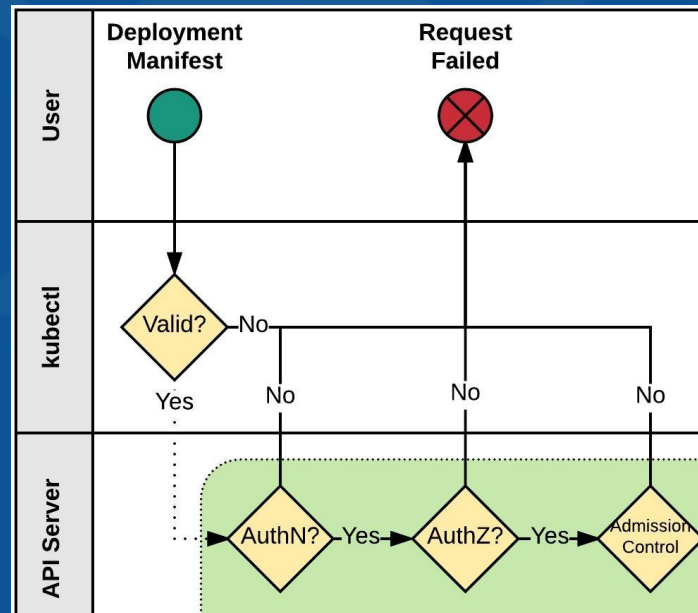 Deployment
Manifest
Request
Failed
User
kubectl
Valid?
No
Yes
No
No
No
API Server
AuthN?
Yes
AuthZ?
Yes
Admission
Control